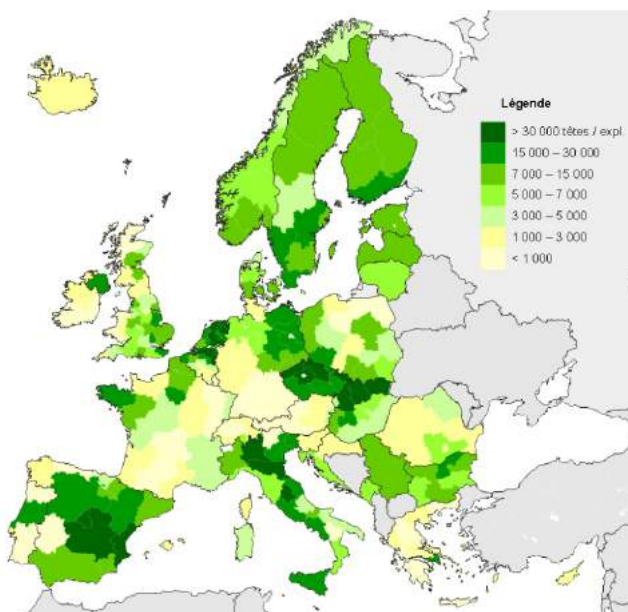 Légende
> 30 000 têtes / expl.
15 000 – 30 000
7 000 – 15 000
5 000 – 7 000
3 000 – 5 000
1 000 – 3 000
< 1 000